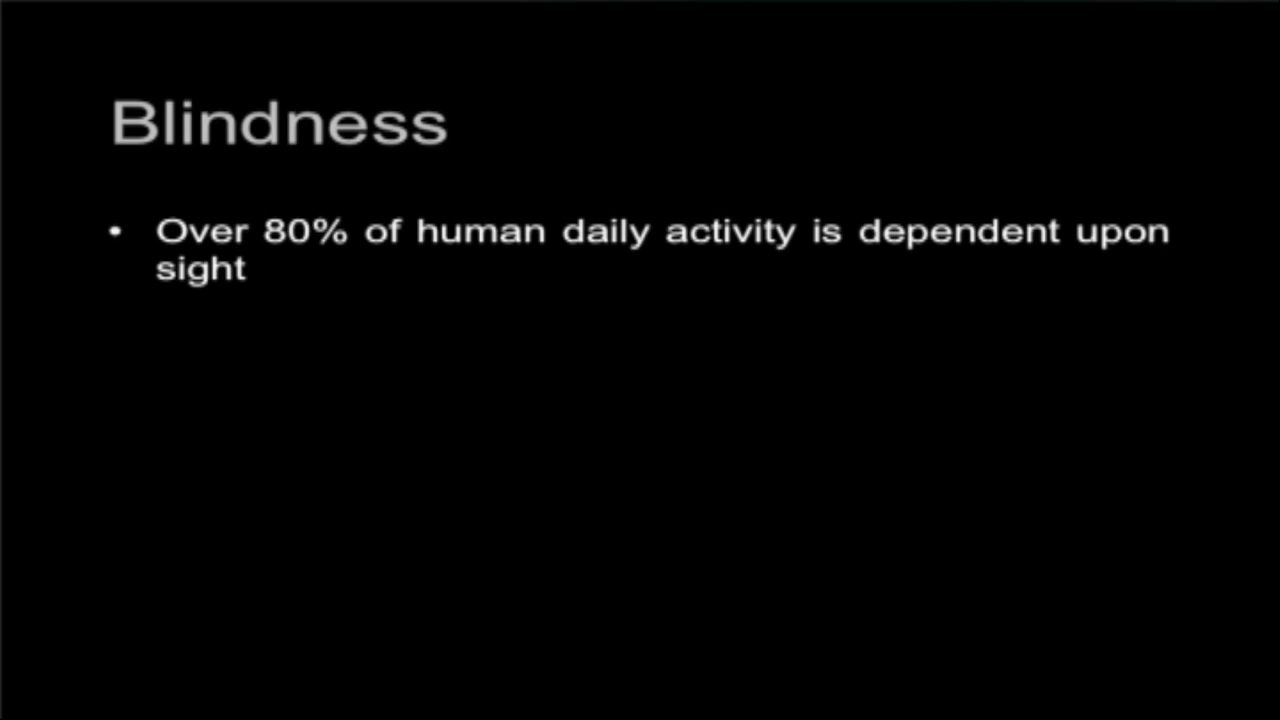 Blindness
• Over 80% of human daily activity is dependent upon
sight